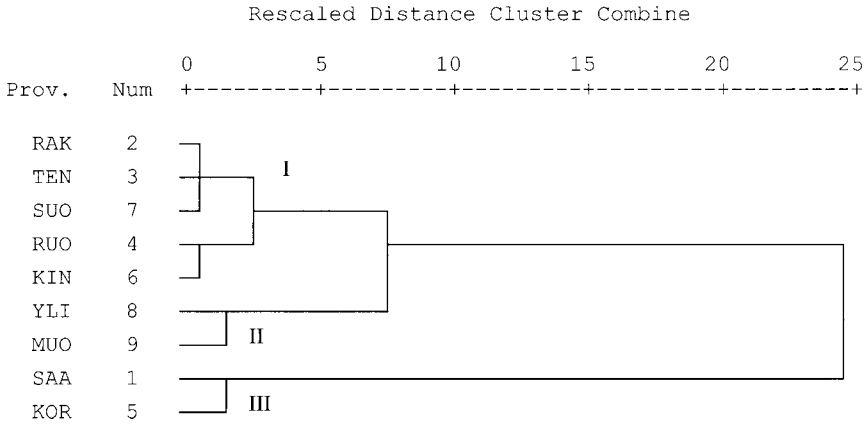 Rescaled Distance Cluster Combine
0 5 10 15 20 25
Prov. Num +---------+---------+---------+---------+---------+
RAK 2
TEN 3 I
SUO 7
RUO 4
KIN 6
YLI 8
MUO 9 II
SAA 1
KOR 5 III